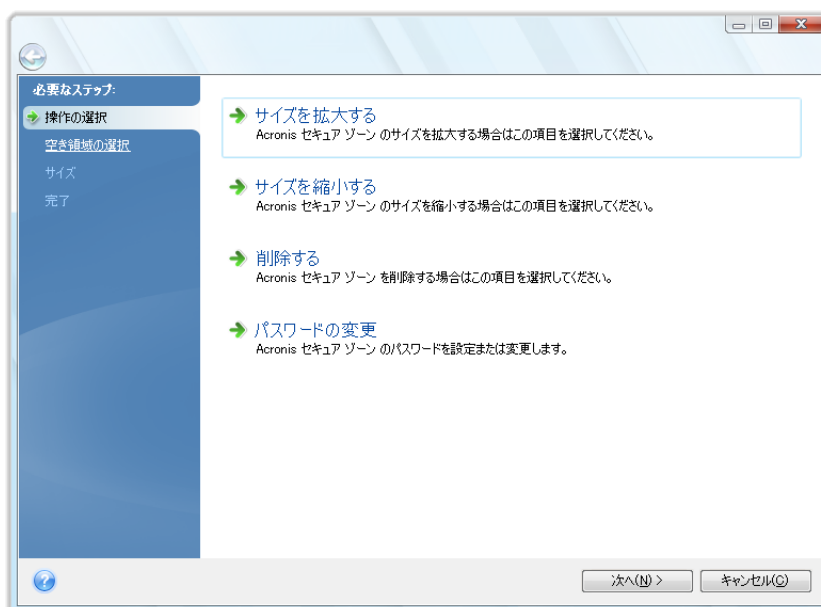 必要なステップ:
操作の選択
空き領域の選択
サイズ
完了
サイズを拡大する
Acronis セキュア ゾーン のサイズを拡大する場合はこの項目を選択してください。
サイズを縮小する
Acronis セキュア ゾーン のサイズを縮小する場合はこの項目を選択してください。
削除する
Acronis セキュア ゾーン を削除する場合はこの項目を選択してください。
パスワードの変更
Acronis セキュア ゾーン のパスワードを設定または変更します。
次へ(N) >
キャンセル(C)